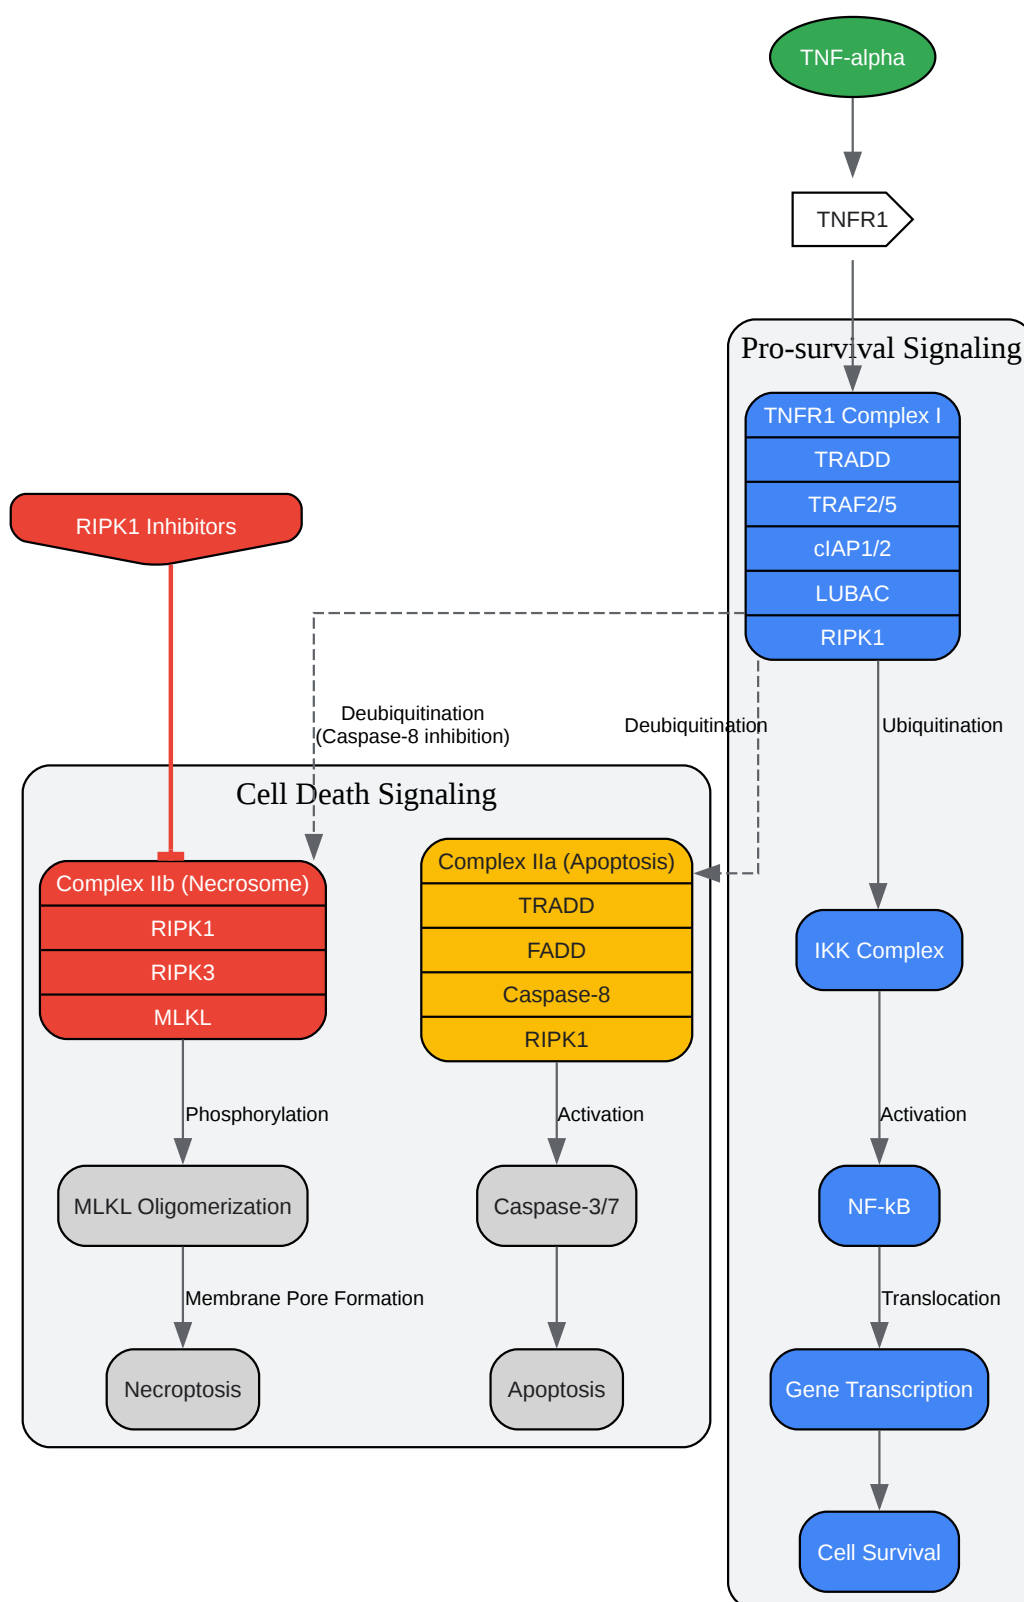 TNF-alpha
TNFR1
Pro-survival Signaling
TNFR1 Complex I
TRADD
TRAF2/5
cIAP1/2
LUBAC
RIPK1
RIPK1 Inhibitors
Deubiquitination
(Caspase-8 inhibition)
Deubiquitination
Ubiquitination
Cell Death Signaling
Complex IIb (Necrosome)
RIPK1
RIPK3
MLKL
Complex IIa (Apoptosis)
TRADD
FADD
Caspase-8
RIPK1
IKK Complex
Phosphorylation
Activation
Activation
MLKL Oligomerization
Caspase-3/7
NF-kB
Membrane Pore Formation
Translocation
Necroptosis
Apoptosis
Gene Transcription
Cell Survival